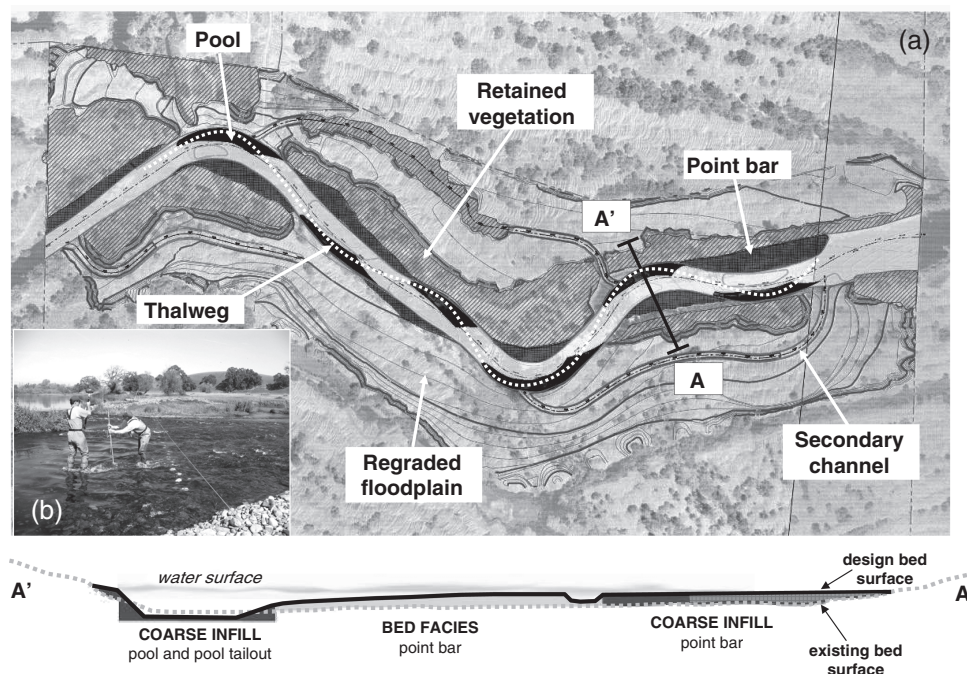 (a)
Pool
Retained
vegetation
Point bar
A'
Thalweg
A
Regraded
floodplain
Secondary
channel
(b)
A'
water surface
design bed
surface
A
COARSE INFILL
pool and pool tailout
BED FACIES
point bar
COARSE INFILL
point bar
existing bed
surface